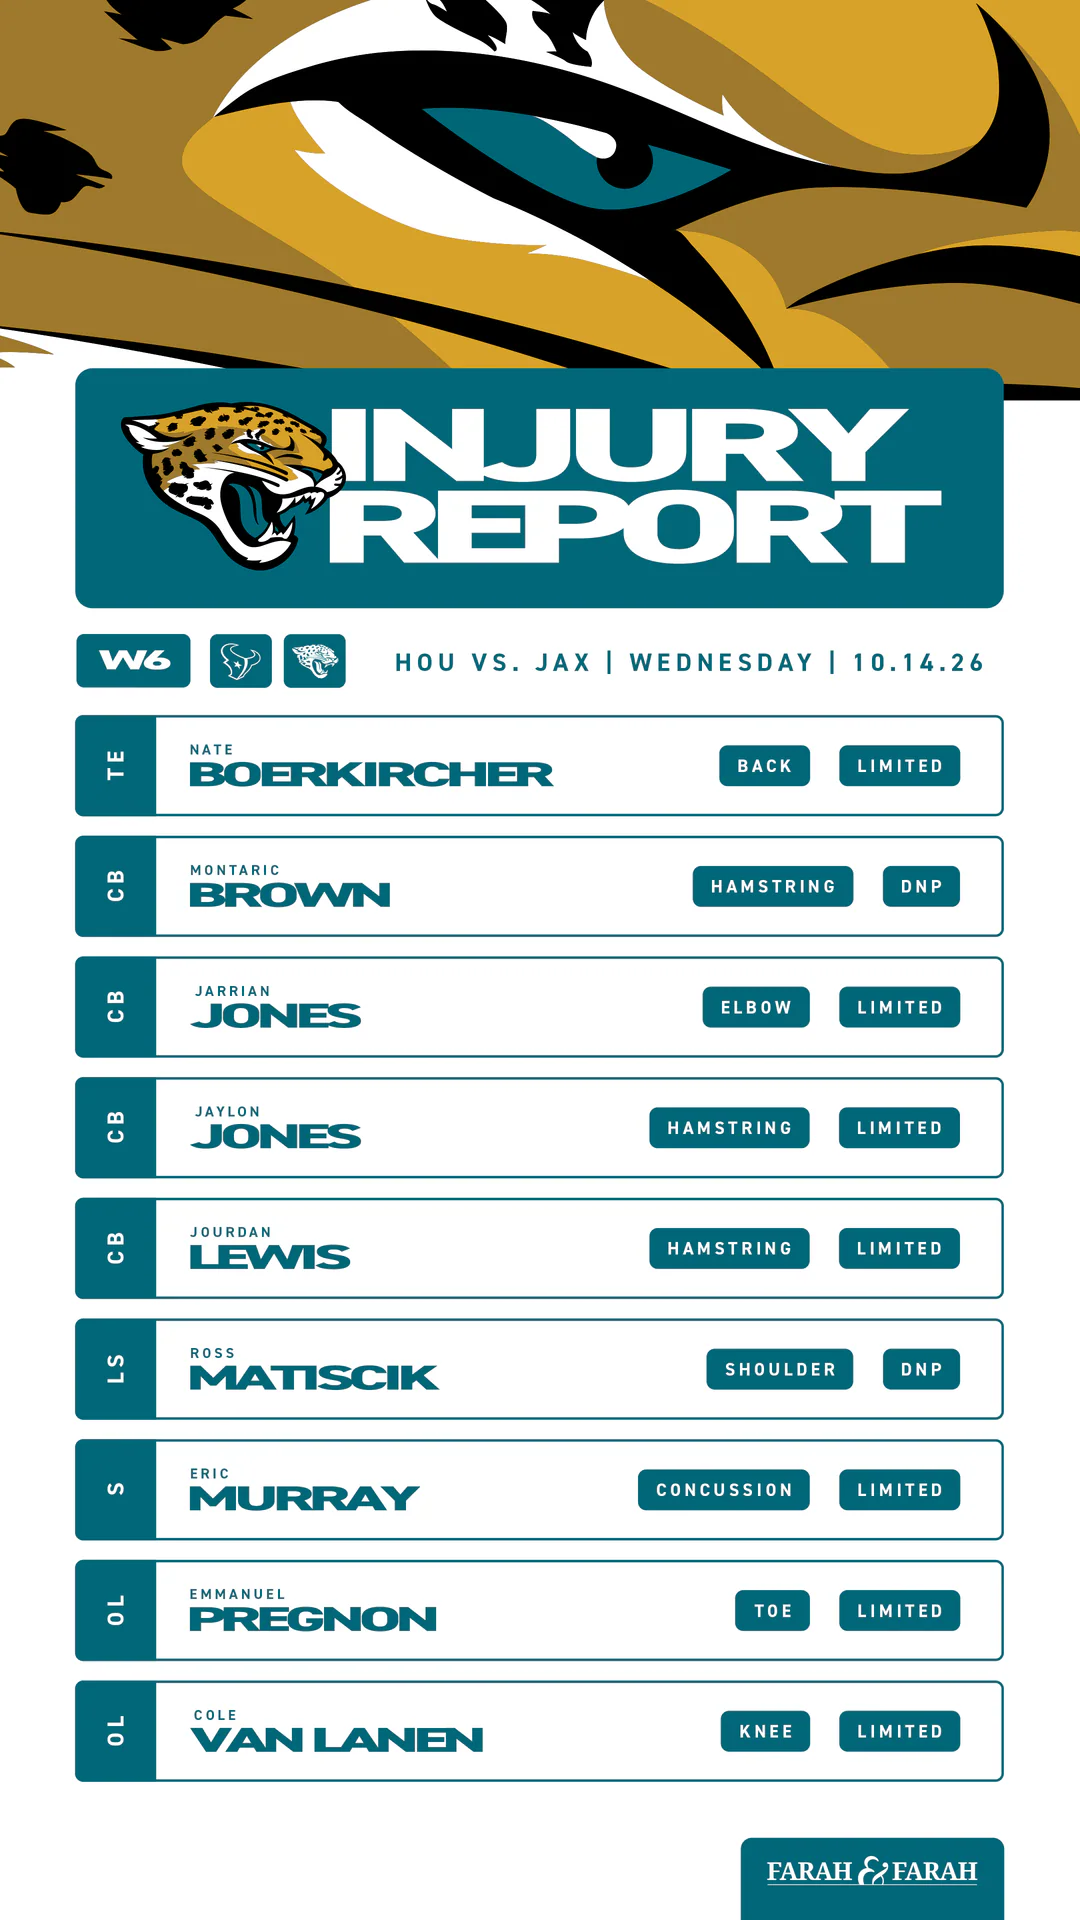 INJURY
REPORT
W6
HOU VS. JAX | WEDNESDAY | 10.14.26
TE
NATE
BOERKIRCHER
BACK
LIMITED
CB
MONTARIC
BROWN
HAMSTRING
DNP
CB
JARRIAN
JONES
ELBOW
LIMITED
CB
JAYLON
JONES
HAMSTRING
LIMITED
CB
JOURDAN
LEWIS
HAMSTRING
LIMITED
LS
ROSS
MATISCIK
SHOULDER
DNP
S
ERIC
MURRAY
CONCUSSION
LIMITED
OL
EMMANUEL
PREGNON
TOE
LIMITED
OL
COLE
VAN LANEN
KNEE
LIMITED
FARAH & FARAH